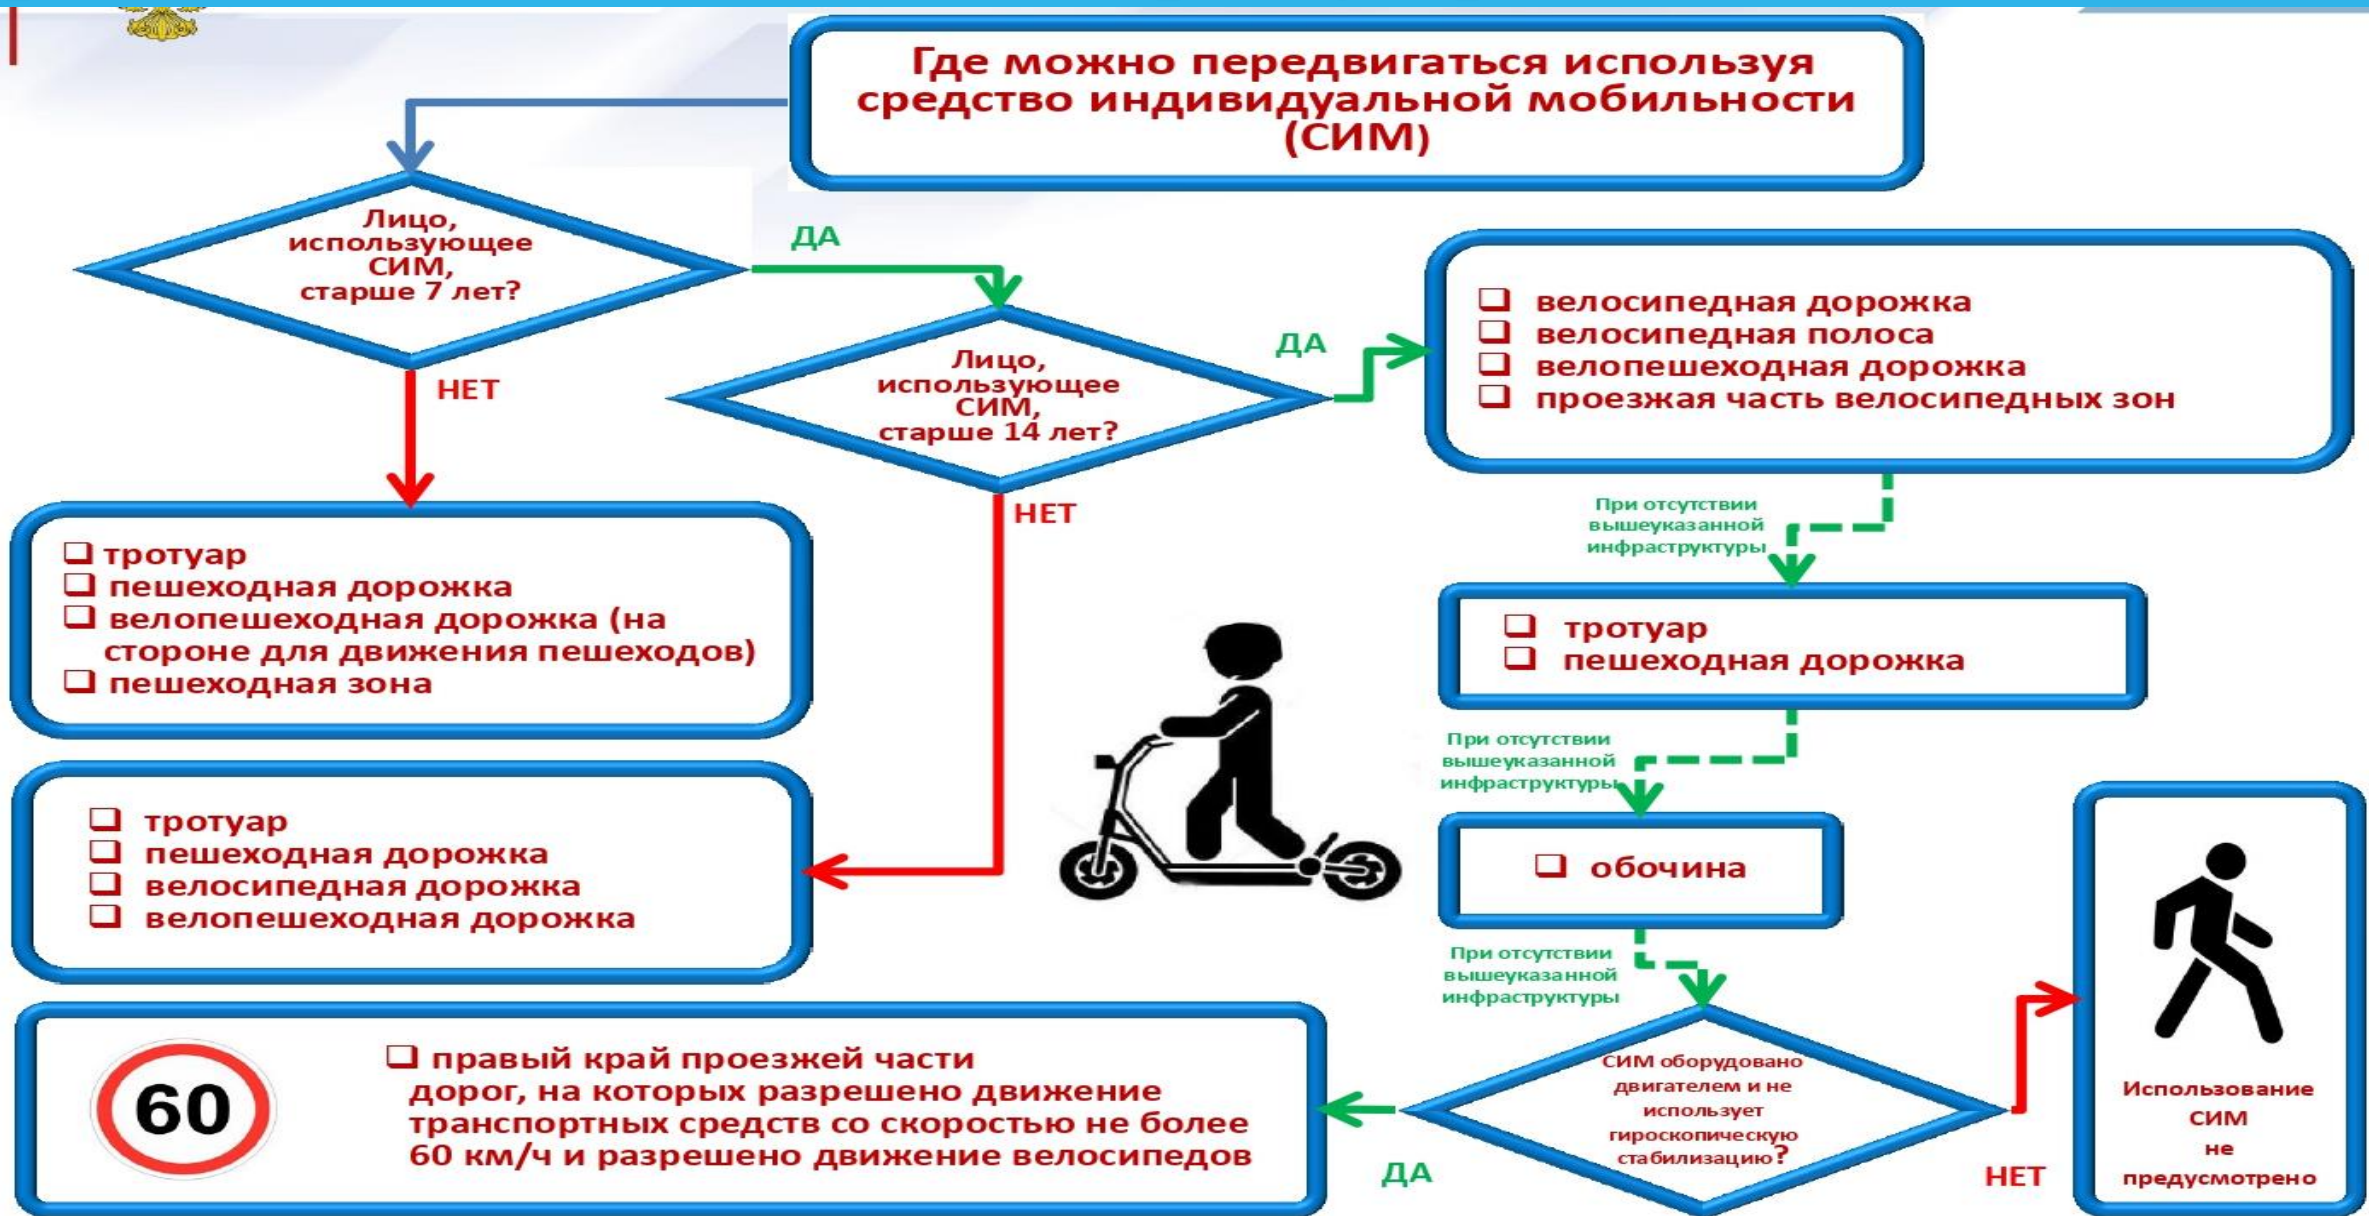 Где можно передвигаться используя
средство индивидуальной мобильности
(СИМ)
Лицо,
использующее
СИМ,
старше 7 лет?
ДА
НЕТ
Лицо,
использующее
СИМ,
старше 14 лет?
ДА
НЕТ
❑ велосипедная дорожка
❑ велосипедная полоса
❑ велопешеходная дорожка
❑ проезжая часть велосипедных зон
При отсутствии
вышеуказанной
инфраструктуры
❑ тротуар
❑ пешеходная дорожка
❑ велопешеходная дорожка (на
стороне для движения пешеходов)
❑ пешеходная зона
❑ тротуар
❑ пешеходная дорожка
При отсутствии
вышеуказанной
инфраструктуры
❑ тротуар
❑ пешеходная дорожка
❑ велосипедная дорожка
❑ велопешеходная дорожка
❑ обочина
При отсутствии
вышеуказанной
инфраструктуры
СИМ оборудовано
двигателем и не
использует
гироскопическую
стабилизацию?
ДА
НЕТ
60
❑ правый край проезжей части
дорог, на которых разрешено движение
транспортных средств со скоростью не более
60 км/ч и разрешено движение велосипедов
Использование
СИМ
не
предусмотрено